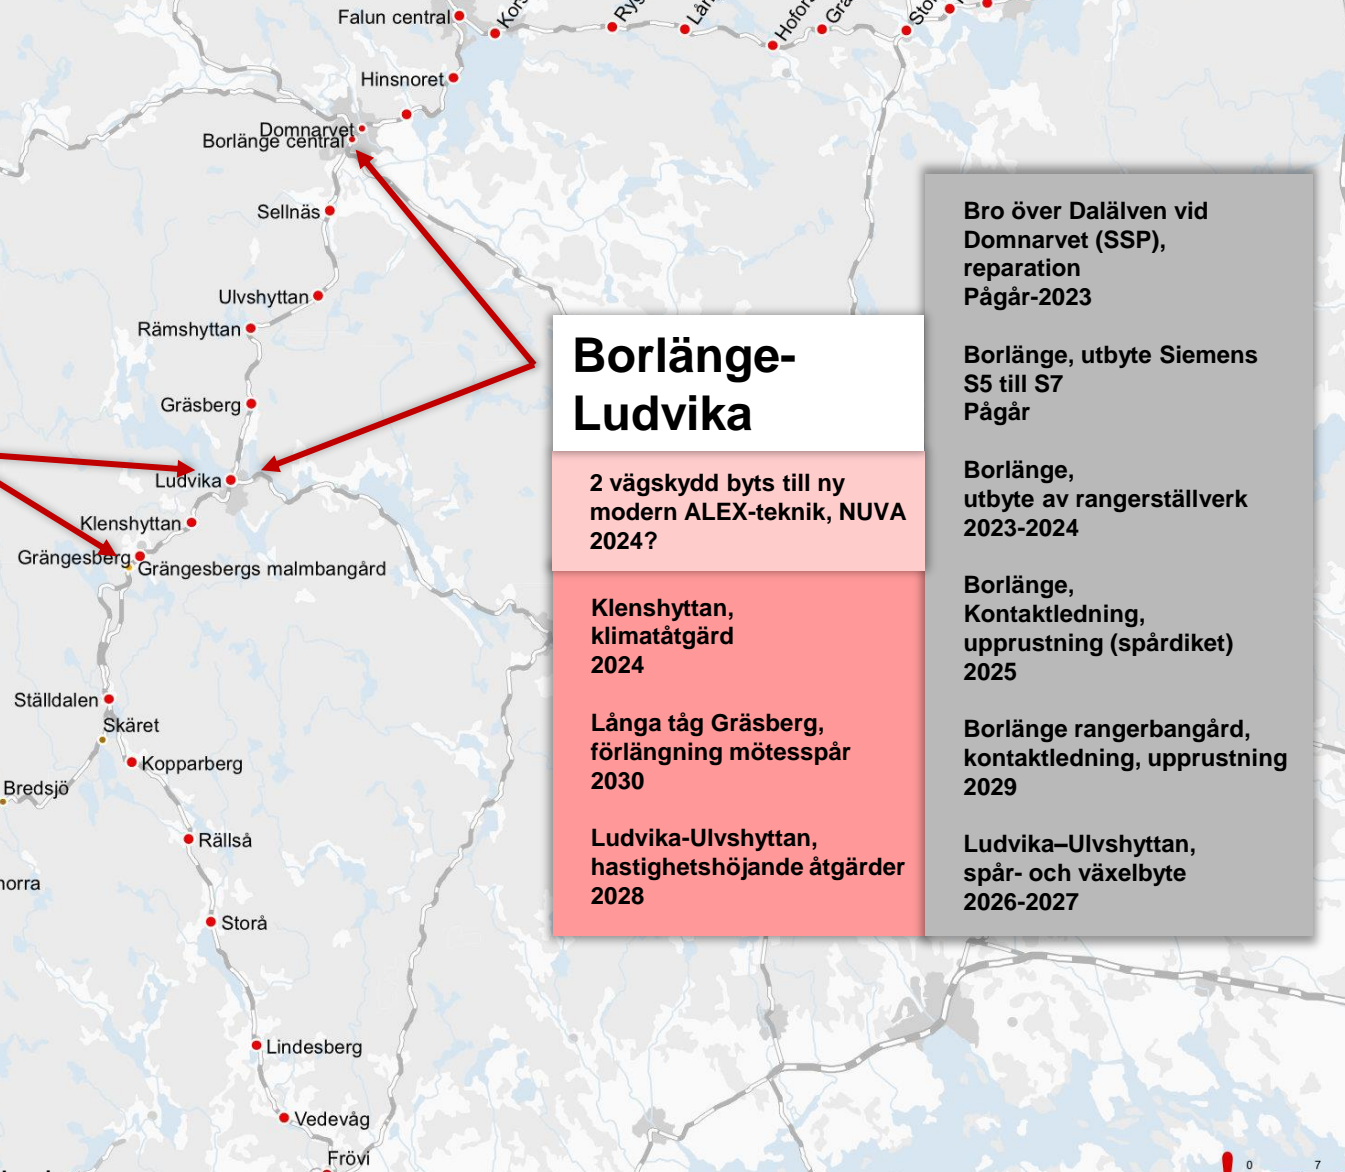 Falun central
Hinsnoret
Domnarvet
Borlänge central
Sellnäs
Ulvshyttan
Rämshyttan
Gräsberg
Ludvika
Klenshyttan
Grängesberg
Grängesbergs malmbangård
Ställdalen
Skäret
Kopparberg
Bredsjö
Rällså
Storå
Lindesberg
Vedevåg
Frövi
Borlänge-
Ludvika
2 vägskydd byts till ny
modern ALEX-teknik, NUVA
2024?
Klenshyttan,
klimatåtgärd
2024
Långa tåg Gräsberg,
förlängning mötesspår
2030
Ludvika-Ulvshyttan,
hastighetshöjande åtgärder
2028
Bro över Dalälven vid
Domnarvet (SSP),
reparation
Pågår-2023
Borlänge, utbyte Siemens
S5 till S7
Pågår
Borlänge,
utbyte av rangerställverk
2023-2024
Borlänge,
Kontaktledning,
upprustning (spårdiket)
2025
Borlänge rangerbangård,
kontaktledning, upprustning
2029
Ludvika–Ulvshyttan,
spår- och växelbyte
2026-2027
0 7